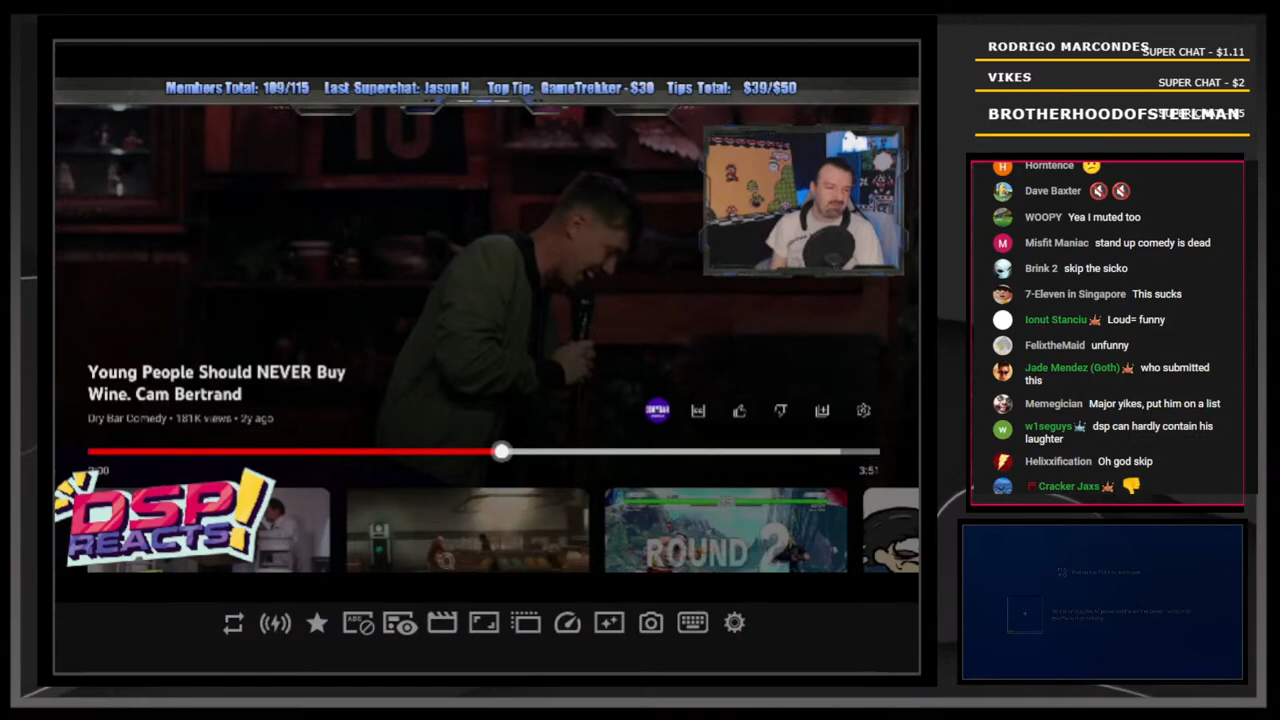 Members Total: 109/115 Last Superchat: Jason H Top Tip: GameTrekker - $30 Tips Total: $39/$50
10
Young People Should NEVER Buy
Wine. Cam Bertrand
Dry Bar Comedy • 181K views • 2y ago
3:51
DSP
REACTS!
ROUND 2
ADS
RODRIGO MARCONDES
SUPER CHAT - $1.11
VIKES
SUPER CHAT - $2
BROTHERHOODOFSTEELMAN
H Horntence
Dave Baxter
WOOPY Yea I muted too
M Misfit Maniac stand up comedy is dead
Brink 2 skip the sicko
7-Eleven in Singapore This sucks
Ionut Stanciu Loud= funny
FelixtheMaid unfunny
Jade Mendez (Goth) who submitted
this
Memegician Major yikes, put him on a list
w w1seguys dsp can hardly contain his
laughter
Helixxification Oh god skip
Cracker Jaxs